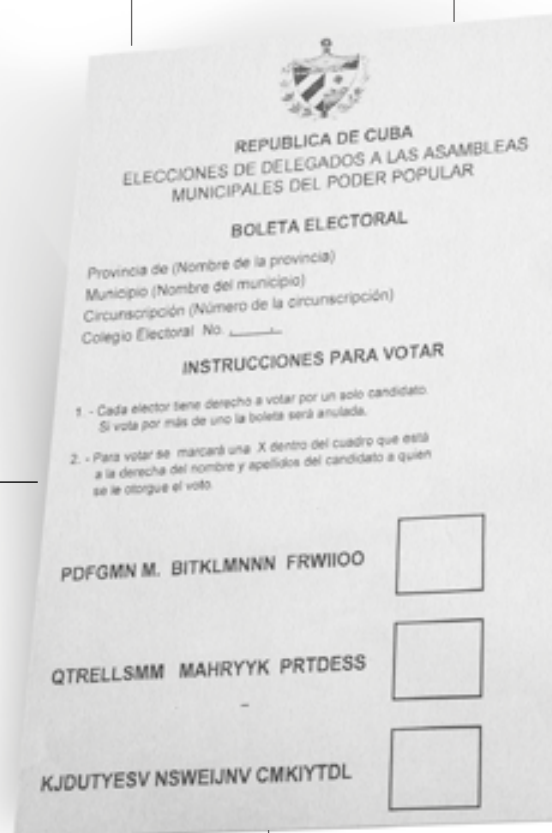 REPUBLICA DE CUBA
ELECCIONES DE DELEGADOS A LAS ASAMBLEAS
MUNICIPALES DEL PODER POPULAR
BOLETA ELECTORAL
Provincia de (Nombre de la provincia)
Municipio (Nombre del municipio)
Circunscripción (Número de la circunscripción)
Colegio Electoral No. ______
INSTRUCCIONES PARA VOTAR
1. - Cada elector tiene derecho a votar por un solo candidato.
Si vota por más de uno la boleta será anulada.
2. - Para votar se marcará una X dentro del cuadro que está
a la derecha del nombre y apellidos del candidato a quien
se le otorgue el voto.
PDFGMN M. BITKLMNNN FRWIIOO
QTRELLSMM MAHRYYK PRTDESS
KJDUTYESV NSWEIJNV CMKIYTDL